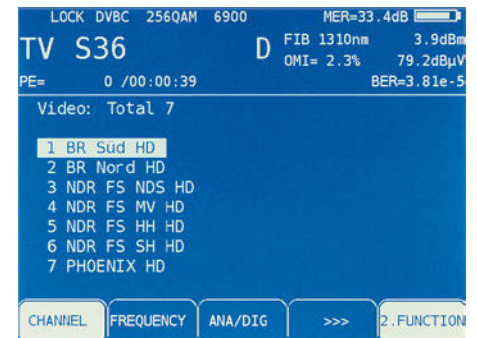 LOCK DVBC 256QAM 6900 MER=33.4dB
TV S36 D FIB 1310nm 3.9dBm
OMI= 2.3% 79.2dBµV
PE= 0 /00:00:39 BER=3.81e-5
Video: Total 7
1 BR Süd HD
2 BR Nord HD
3 NDR FS NDS HD
4 NDR FS MV HD
5 NDR FS HH HD
6 NDR FS SH HD
7 PHOENIX HD
CHANNEL FREQUENCY ANA/DIG >>> 2.FUNCTION